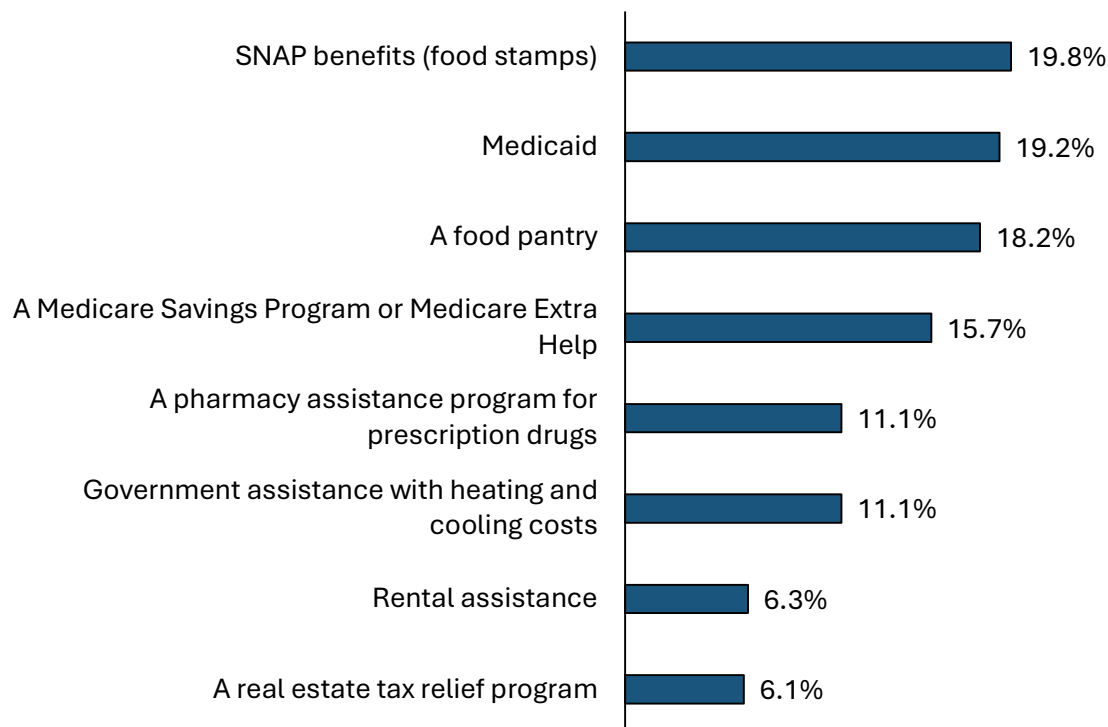 SNAP benefits (food stamps) 19.8%
Medicaid 19.2%
A food pantry 18.2%
A Medicare Savings Program or Medicare Extra
Help 15.7%
A pharmacy assistance program for
prescription drugs 11.1%
Government assistance with heating and
cooling costs 11.1%
Rental assistance 6.3%
A real estate tax relief program 6.1%